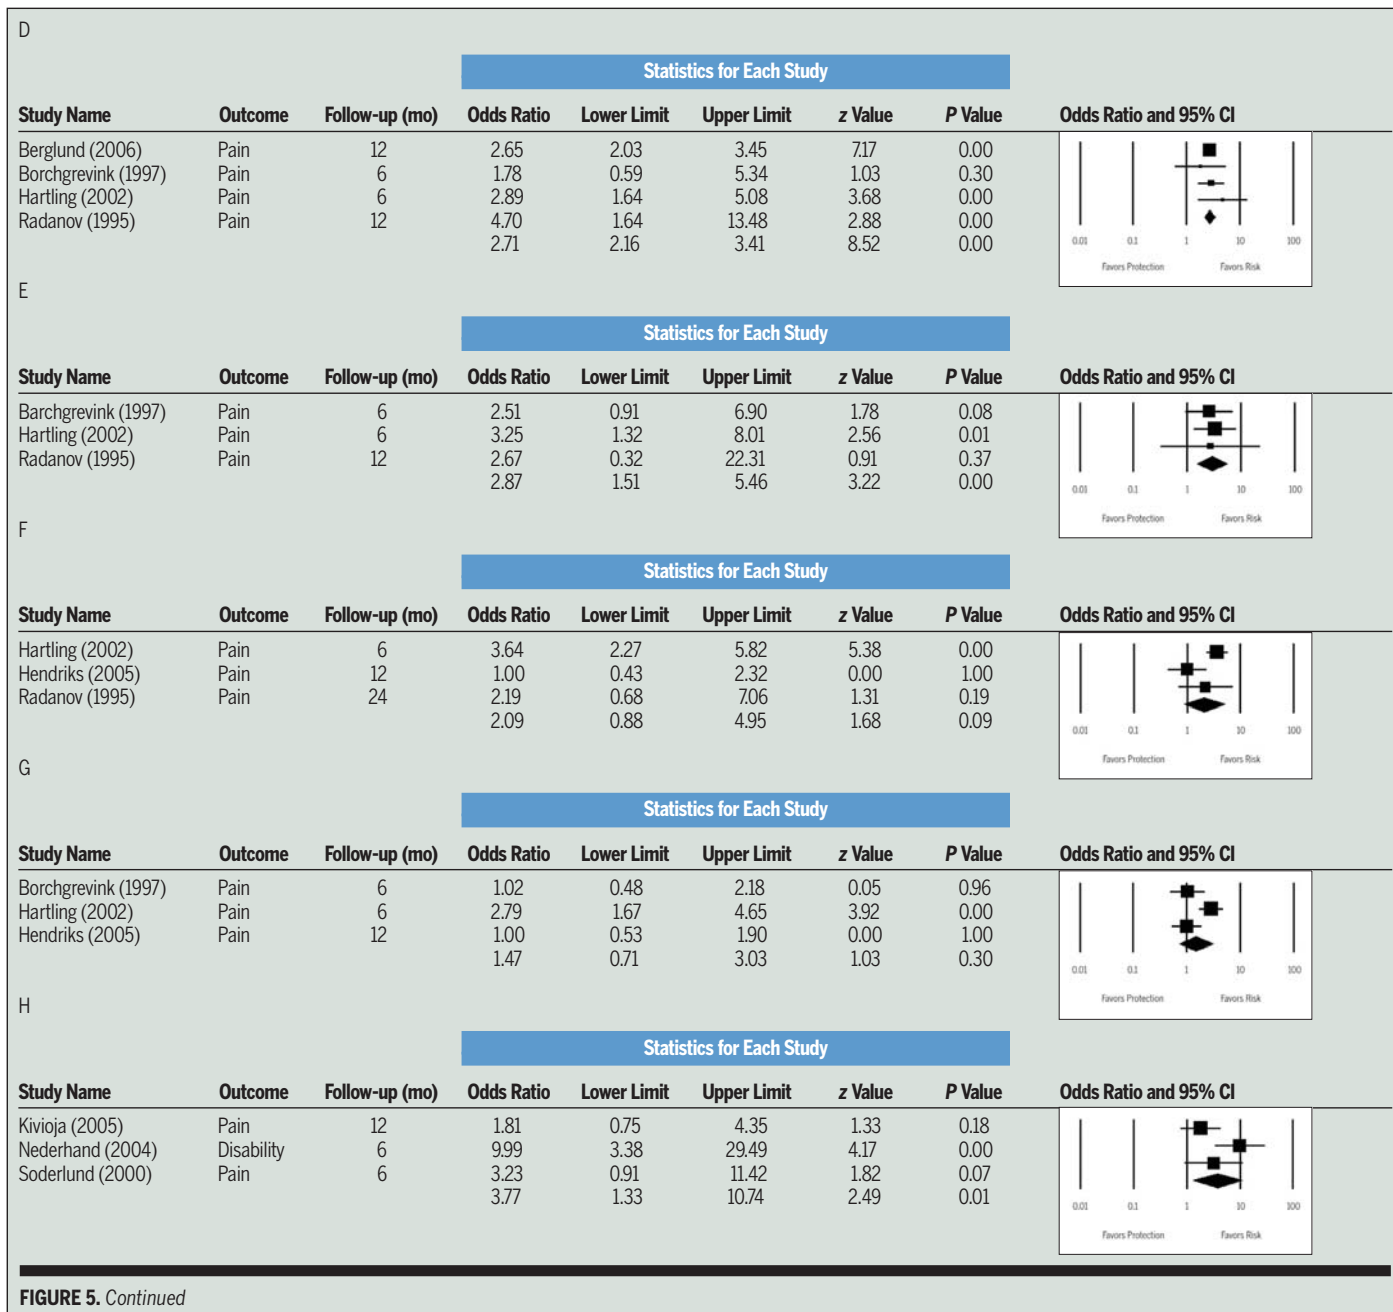 D
Statistics for Each Study
Study Name Outcome Follow-up (mo) Odds Ratio Lower Limit Upper Limit z Value P Value Odds Ratio and 95% CI
Berglund (2006) Pain 12 2.65 2.03 3.45 7.17 0.00
Borchgrevink (1997) Pain 6 1.78 0.59 5.34 1.03 0.30
Hartling (2002) Pain 6 2.89 1.64 5.08 3.68 0.00
Radanov (1995) Pain 12 4.70 1.64 13.48 2.88 0.00
2.71 2.16 3.41 8.52 0.00
0.01 0.1 1 10 100
Favors Protection Favors Risk
E
Statistics for Each Study
Study Name Outcome Follow-up (mo) Odds Ratio Lower Limit Upper Limit z Value P Value Odds Ratio and 95% CI
Barchgrevink (1997) Pain 6 2.51 0.91 6.90 1.78 0.08
Hartling (2002) Pain 6 3.25 1.32 8.01 2.56 0.01
Radanov (1995) Pain 12 2.67 0.32 22.31 0.91 0.37
2.87 1.51 5.46 3.22 0.00
0.01 0.1 1 10 100
Favors Protection Favors Risk
F
Statistics for Each Study
Study Name Outcome Follow-up (mo) Odds Ratio Lower Limit Upper Limit z Value P Value Odds Ratio and 95% CI
Hartling (2002) Pain 6 3.64 2.27 5.82 5.38 0.00
Hendriks (2005) Pain 12 1.00 0.43 2.32 0.00 1.00
Radanov (1995) Pain 24 2.19 0.68 7.06 1.31 0.19
2.09 0.88 4.95 1.68 0.09
0.01 0.1 1 10 100
Favors Protection Favors Risk
G
Statistics for Each Study
Study Name Outcome Follow-up (mo) Odds Ratio Lower Limit Upper Limit z Value P Value Odds Ratio and 95% CI
Borchgrevink (1997) Pain 6 1.02 0.48 2.18 0.05 0.96
Hartling (2002) Pain 6 2.79 1.67 4.65 3.92 0.00
Hendriks (2005) Pain 12 1.00 0.53 1.90 0.00 1.00
1.47 0.71 3.03 1.03 0.30
0.01 0.1 1 10 100
Favors Protection Favors Risk
H
Statistics for Each Study
Study Name Outcome Follow-up (mo) Odds Ratio Lower Limit Upper Limit z Value P Value Odds Ratio and 95% CI
Kivioja (2005) Pain 12 1.81 0.75 4.35 1.33 0.18
Nederhand (2004) Disability 6 9.99 3.38 29.49 4.17 0.00
Soderlund (2000) Pain 6 3.23 0.91 11.42 1.82 0.07
3.77 1.33 10.74 2.49 0.01
0.01 0.1 1 10 100
Favors Protection Favors Risk
FIGURE 5. Continued